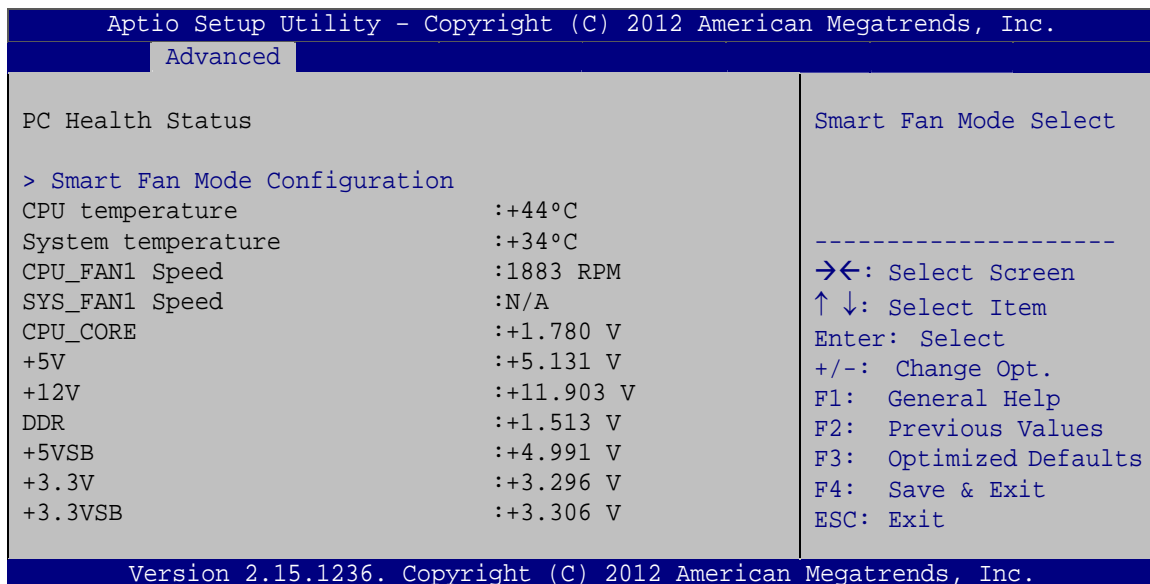 Aptio Setup Utility – Copyright (C) 2012 American Megatrends, Inc.
Advanced
PC Health Status
> Smart Fan Mode Configuration
CPU temperature :+44ºC
System temperature :+34ºC
CPU_FAN1 Speed :1883 RPM
SYS_FAN1 Speed :N/A
CPU_CORE :+1.780 V
+5V :+5.131 V
+12V :+11.903 V
DDR :+1.513 V
+5VSB :+4.991 V
+3.3V :+3.296 V
+3.3VSB :+3.306 V
Smart Fan Mode Select
---------------------
→←: Select Screen
↑ ↓: Select Item
Enter: Select
+/-: Change Opt.
F1: General Help
F2: Previous Values
F3: Optimized Defaults
F4: Save & Exit
ESC: Exit
Version 2.15.1236. Copyright (C) 2012 American Megatrends, Inc.